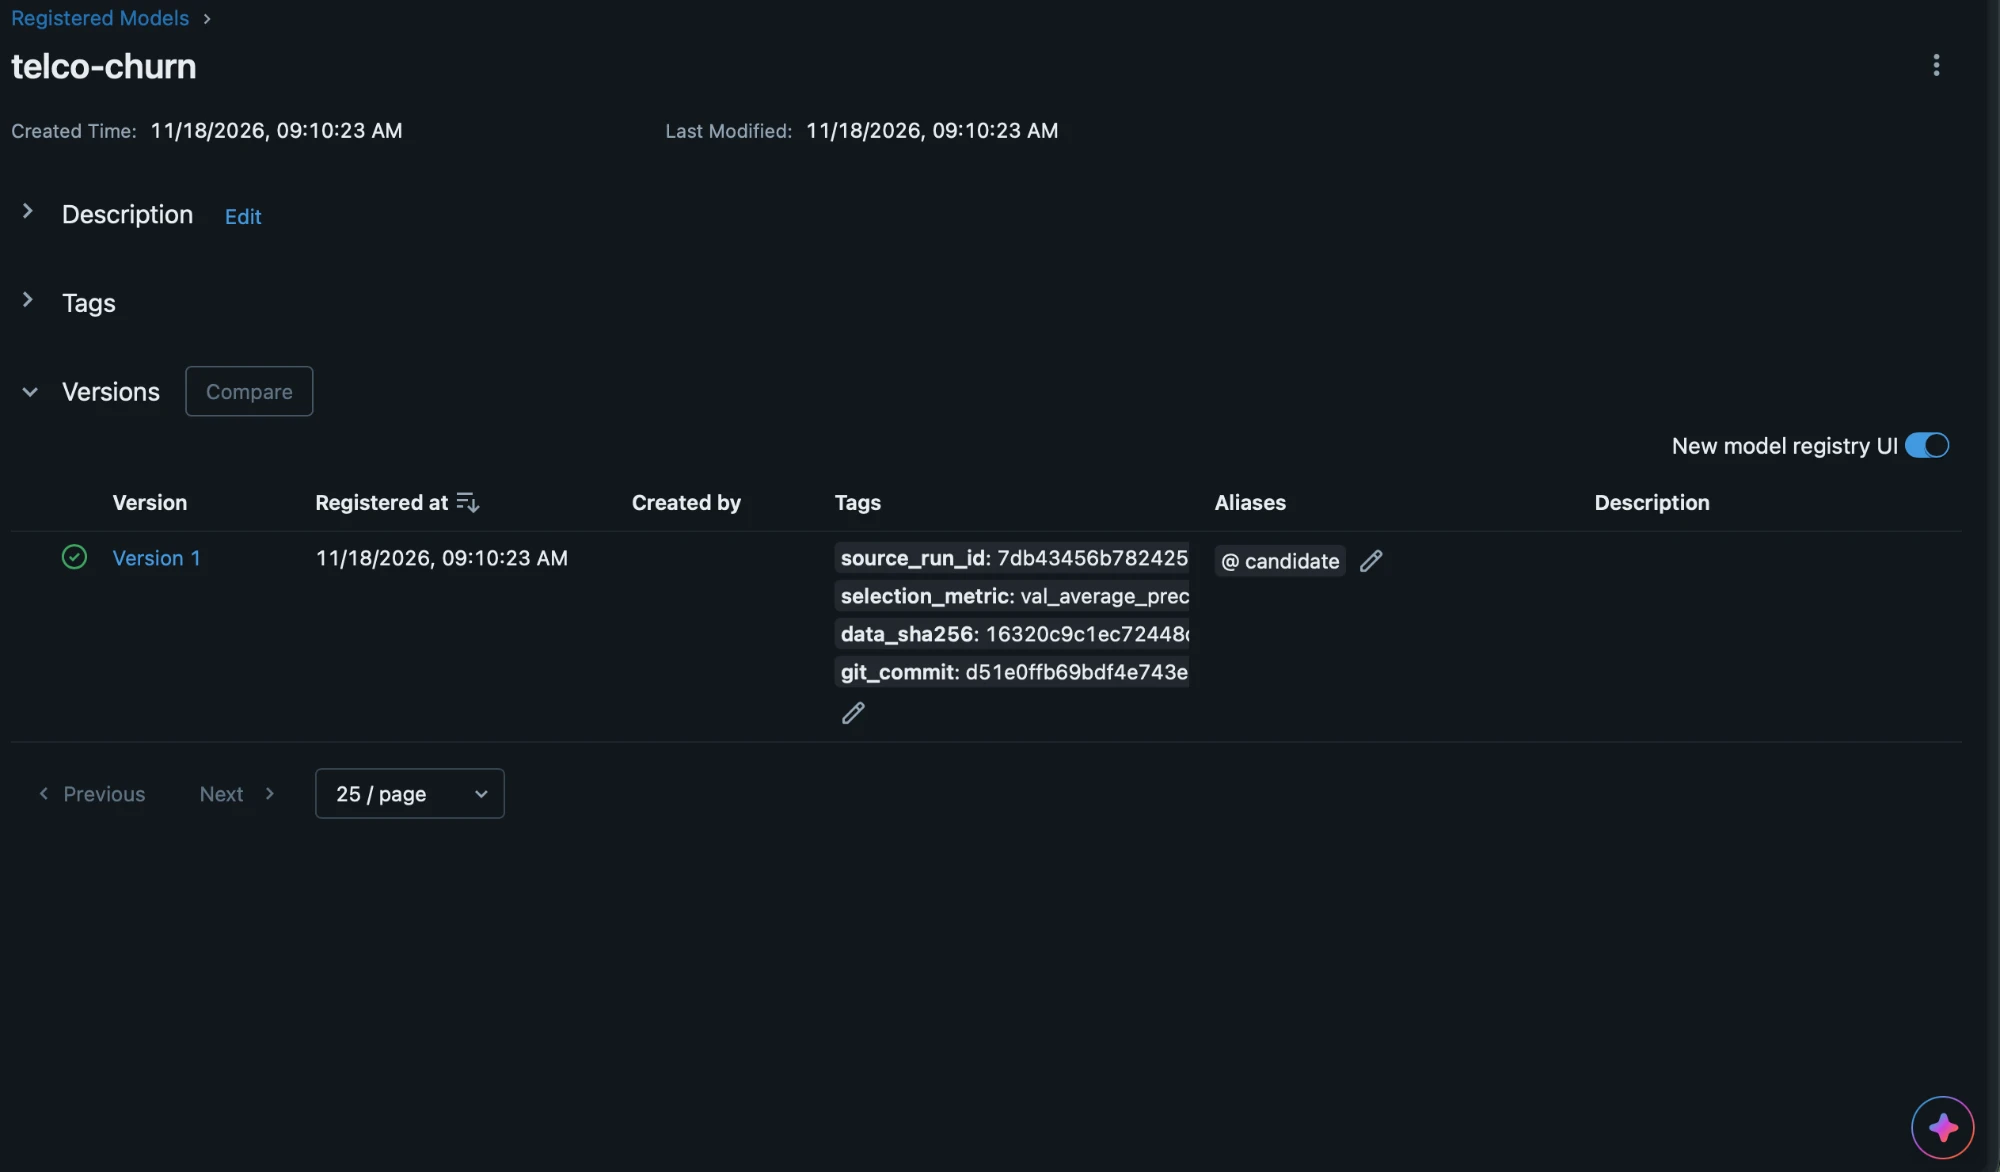 Registered Models
telco-churn
Created Time: 11/18/2026, 09:10:23 AM Last Modified: 11/18/2026, 09:10:23 AM
Description Edit
Tags
Versions Compare
New model registry UI
Version Registered at Created by Tags Aliases Description
Version 1 11/18/2026, 09:10:23 AM source_run_id: 7db43456b782425 @ candidate
selection_metric: val_average_prec
data_sha256: 16320c9c1ec72448
git_commit: d51e0ffb69bdf4e743e
Previous Next 25 / page